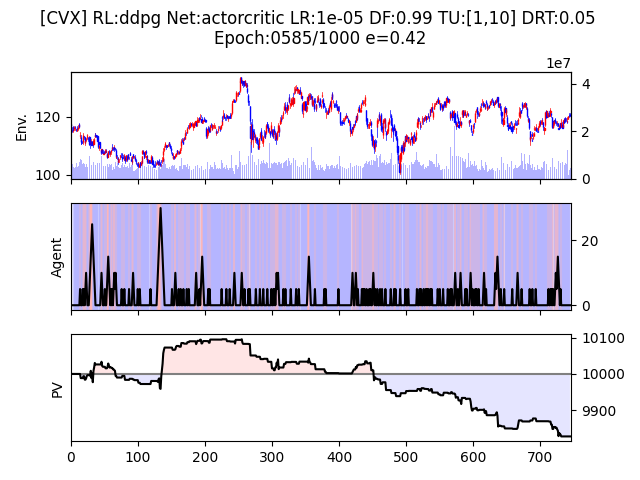 [CVX] RL:ddpg Net:actorcritic LR:1e-05 DF:0.99 TU:[1,10] DRT:0.05
Epoch:0585/1000 e=0.42
1e7
Env.
120
100
4
2
0
Agent
20
0
PV
10100
10000
9900
0 100 200 300 400 500 600 700